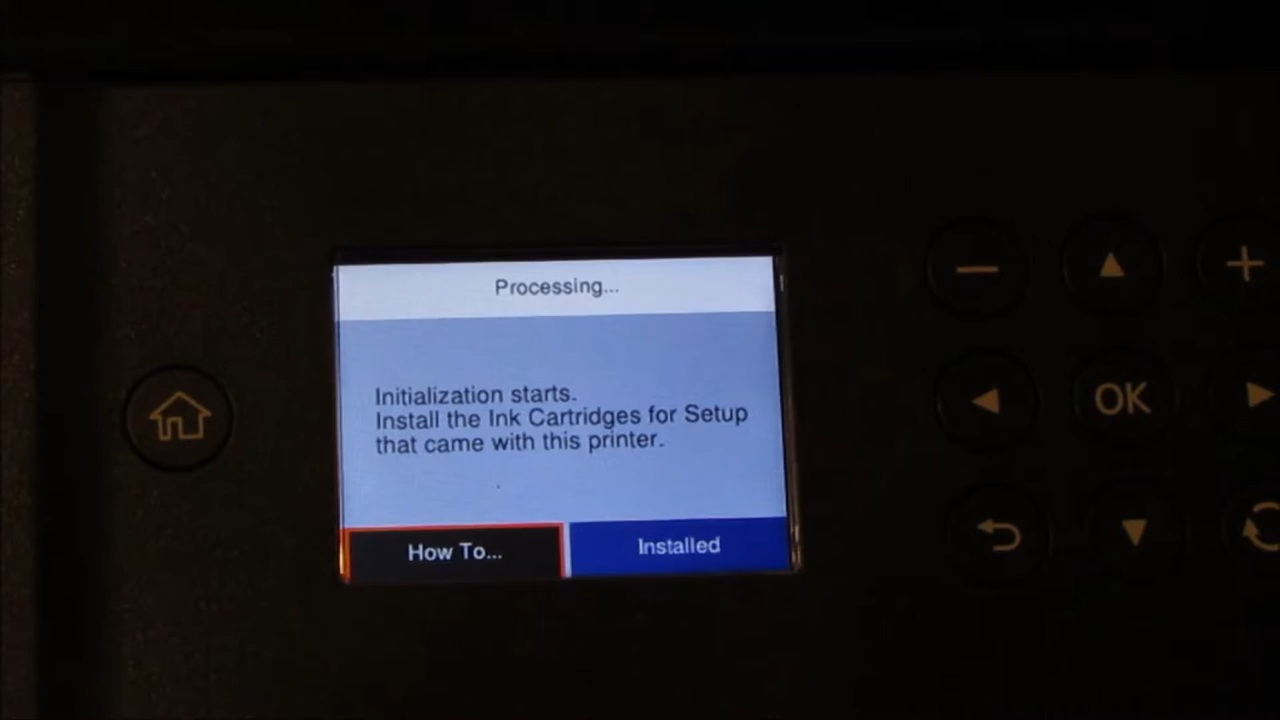 Processing...
Initialization starts.
Install the Ink Cartridges for Setup
that came with this printer.
How To...
Installed
OK